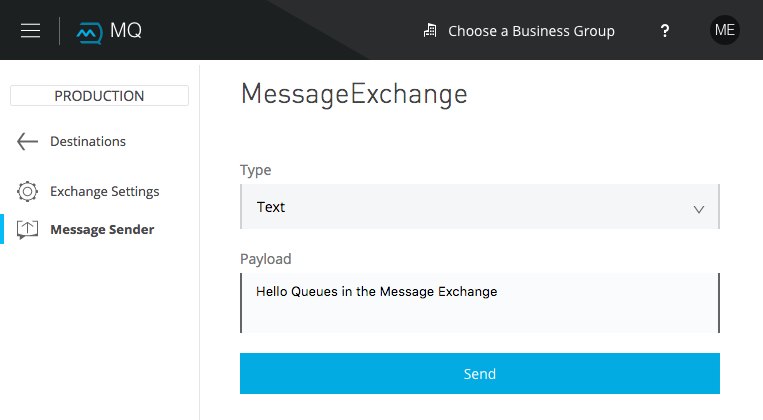 MQ
Choose a Business Group
?
ME
PRODUCTION
Destinations
Exchange Settings
Message Sender
MessageExchange
Type
Text
Payload
Hello Queues in the Message Exchange
Send